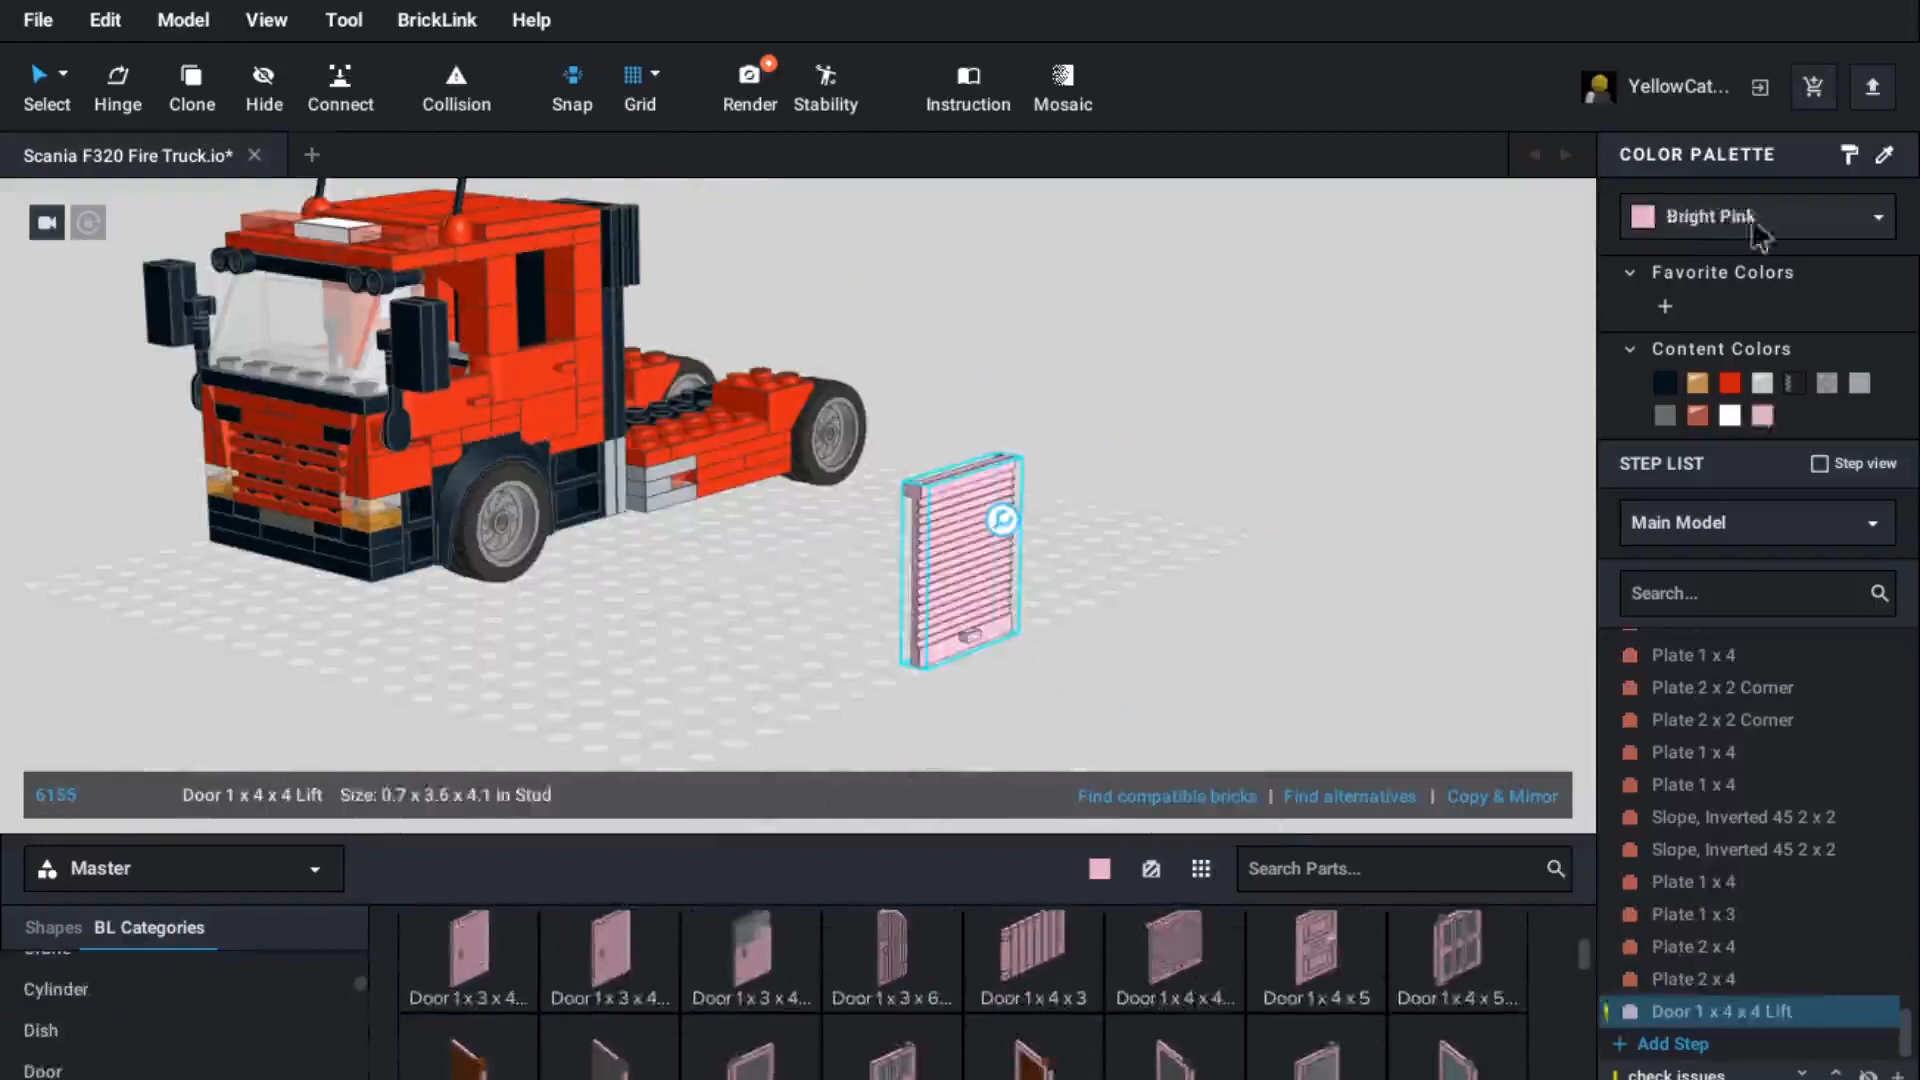 File Edit Model View Tool BrickLink Help
Select Hinge Clone Hide Connect Collision Snap Grid Render Stability Instruction Mosaic
YellowCat...
Scania F320 Fire Truck.io*
COLOR PALETTE
Bright Pink
Favorite Colors
Content Colors
STEP LIST Step view
Main Model
Search...
Plate 1 x 4
Plate 2 x 2 Corner
Plate 2 x 2 Corner
Plate 1 x 4
Plate 1 x 4
Slope, Inverted 45 2 x 2
Slope, Inverted 45 2 x 2
Plate 1 x 4
Plate 1 x 3
Plate 2 x 4
Plate 2 x 4
Door 1 x 4 x 4 Lift
+ Add Step
check issues
6155 Door 1 x 4 x 4 Lift Size: 0.7 x 3.6 x 4.1 in Stud
Find compatible bricks | Find alternatives | Copy & Mirror
Master
Search Parts...
Shapes BL Categories
Cylinder
Dish
Door
Door 1 x 3 x 4... Door 1 x 3 x 4... Door 1 x 3 x 4... Door 1 x 3 x 6... Door 1 x 4 x 3 Door 1 x 4 x 4... Door 1 x 4 x 5 Door 1 x 4 x 5...